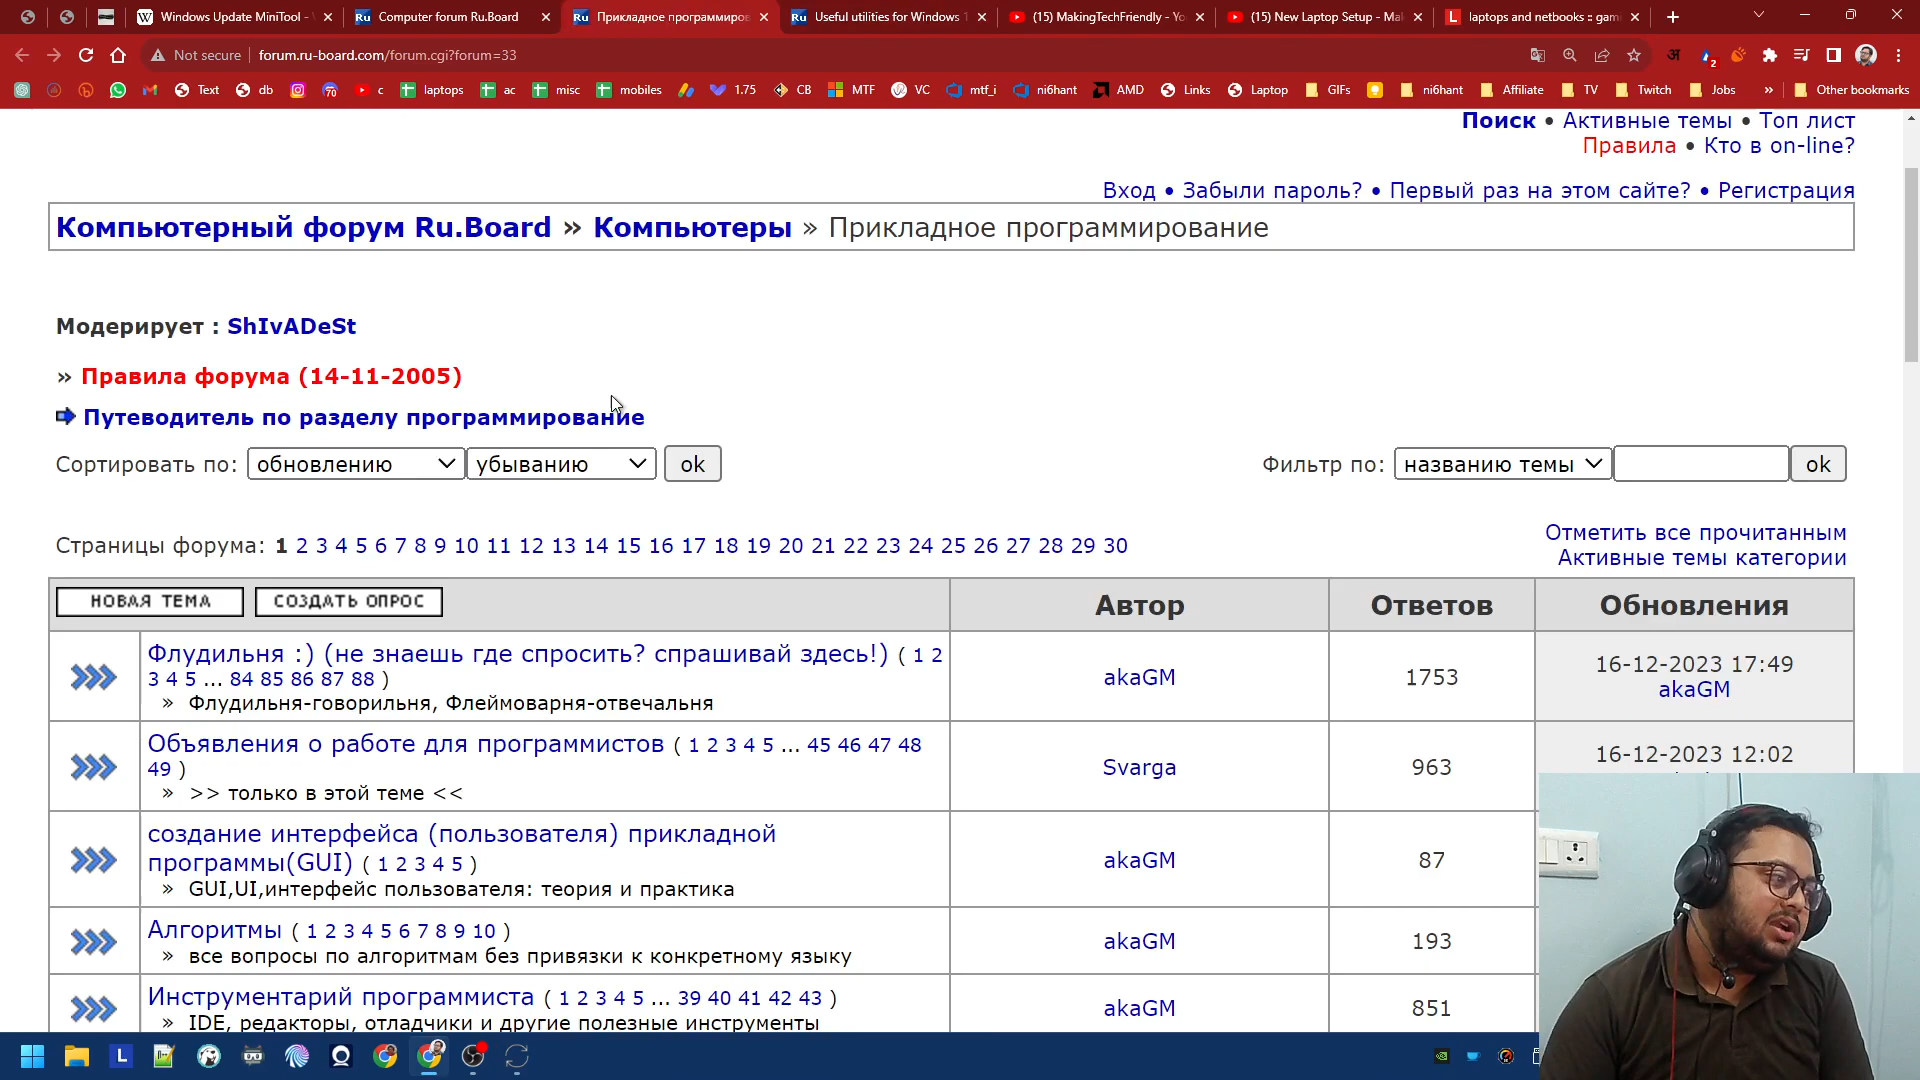 Windows Update MiniTool -
Computer forum Ru.Board
Прикладное программиров
Useful utilities for Windows 1
(15) MakingTechFriendly - Yo
(15) New Laptop Setup - Mak
laptops and netbooks :: gam
Not secure
forum.ru-board.com/forum.cgi?forum=33
Text
db
70
c
laptops
ac
misc
mobiles
1.75
CB
MTF
VC
mtf_i
ni6hant
AMD
Links
Laptop
GIFs
ni6hant
Affiliate
TV
Twitch
Jobs
»
Other bookmarks
Поиск • Активные темы • Топ лист
Правила • Кто в on-line?
Вход • Забыли пароль? • Первый раз на этом сайте? • Регистрация
Компьютерный форум Ru.Board » Компьютеры » Прикладное программирование
Модерирует : ShIvADeSt
» Правила форума (14-11-2005)
Путеводитель по разделу программирование
Сортировать по: обновлению убыванию ok
Фильтр по: названию темы ok
Страницы форума: 1 2 3 4 5 6 7 8 9 10 11 12 13 14 15 16 17 18 19 20 21 22 23 24 25 26 27 28 29 30
Отметить все прочитанным
Активные темы категории
НОВАЯ ТЕМА СОЗДАТЬ ОПРОС Автор Ответов Обновления
Флудильня :) (не знаешь где спросить? спрашивай здесь!) ( 1 2
3 4 5 ... 84 85 86 87 88 )
» Флудильня-говорильня, Флеймоварня-отвечальня
akaGM
1753
16-12-2023 17:49
akaGM
Объявления о работе для программистов ( 1 2 3 4 5 ... 45 46 47 48
49 )
» >> только в этой теме <<
Svarga
963
16-12-2023 12:02
создание интерфейса (пользователя) прикладной
программы(GUI) ( 1 2 3 4 5 )
» GUI,UI,интерфейс пользователя: теория и практика
akaGM
87
Алгоритмы ( 1 2 3 4 5 6 7 8 9 10 )
» все вопросы по алгоритмам без привязки к конкретному языку
akaGM
193
Инструментарий программиста ( 1 2 3 4 5 ... 39 40 41 42 43 )
» IDE, редакторы, отладчики и другие полезные инструменты
akaGM
851